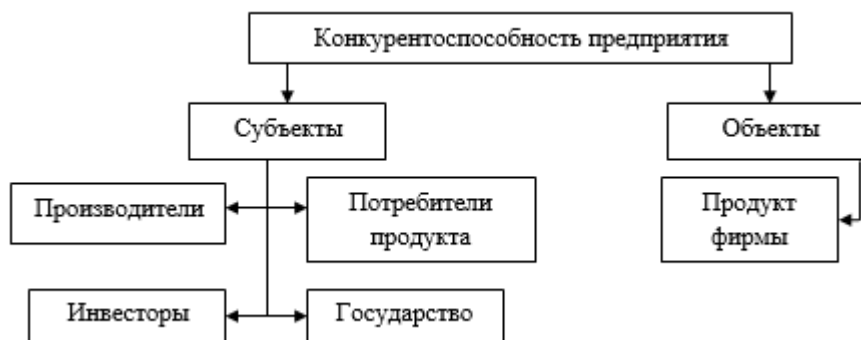 Конкурентоспособность предприятия
Субъекты
Объекты
Производители
Потребители
продукта
Продукт
фирмы
Инвесторы
Государство